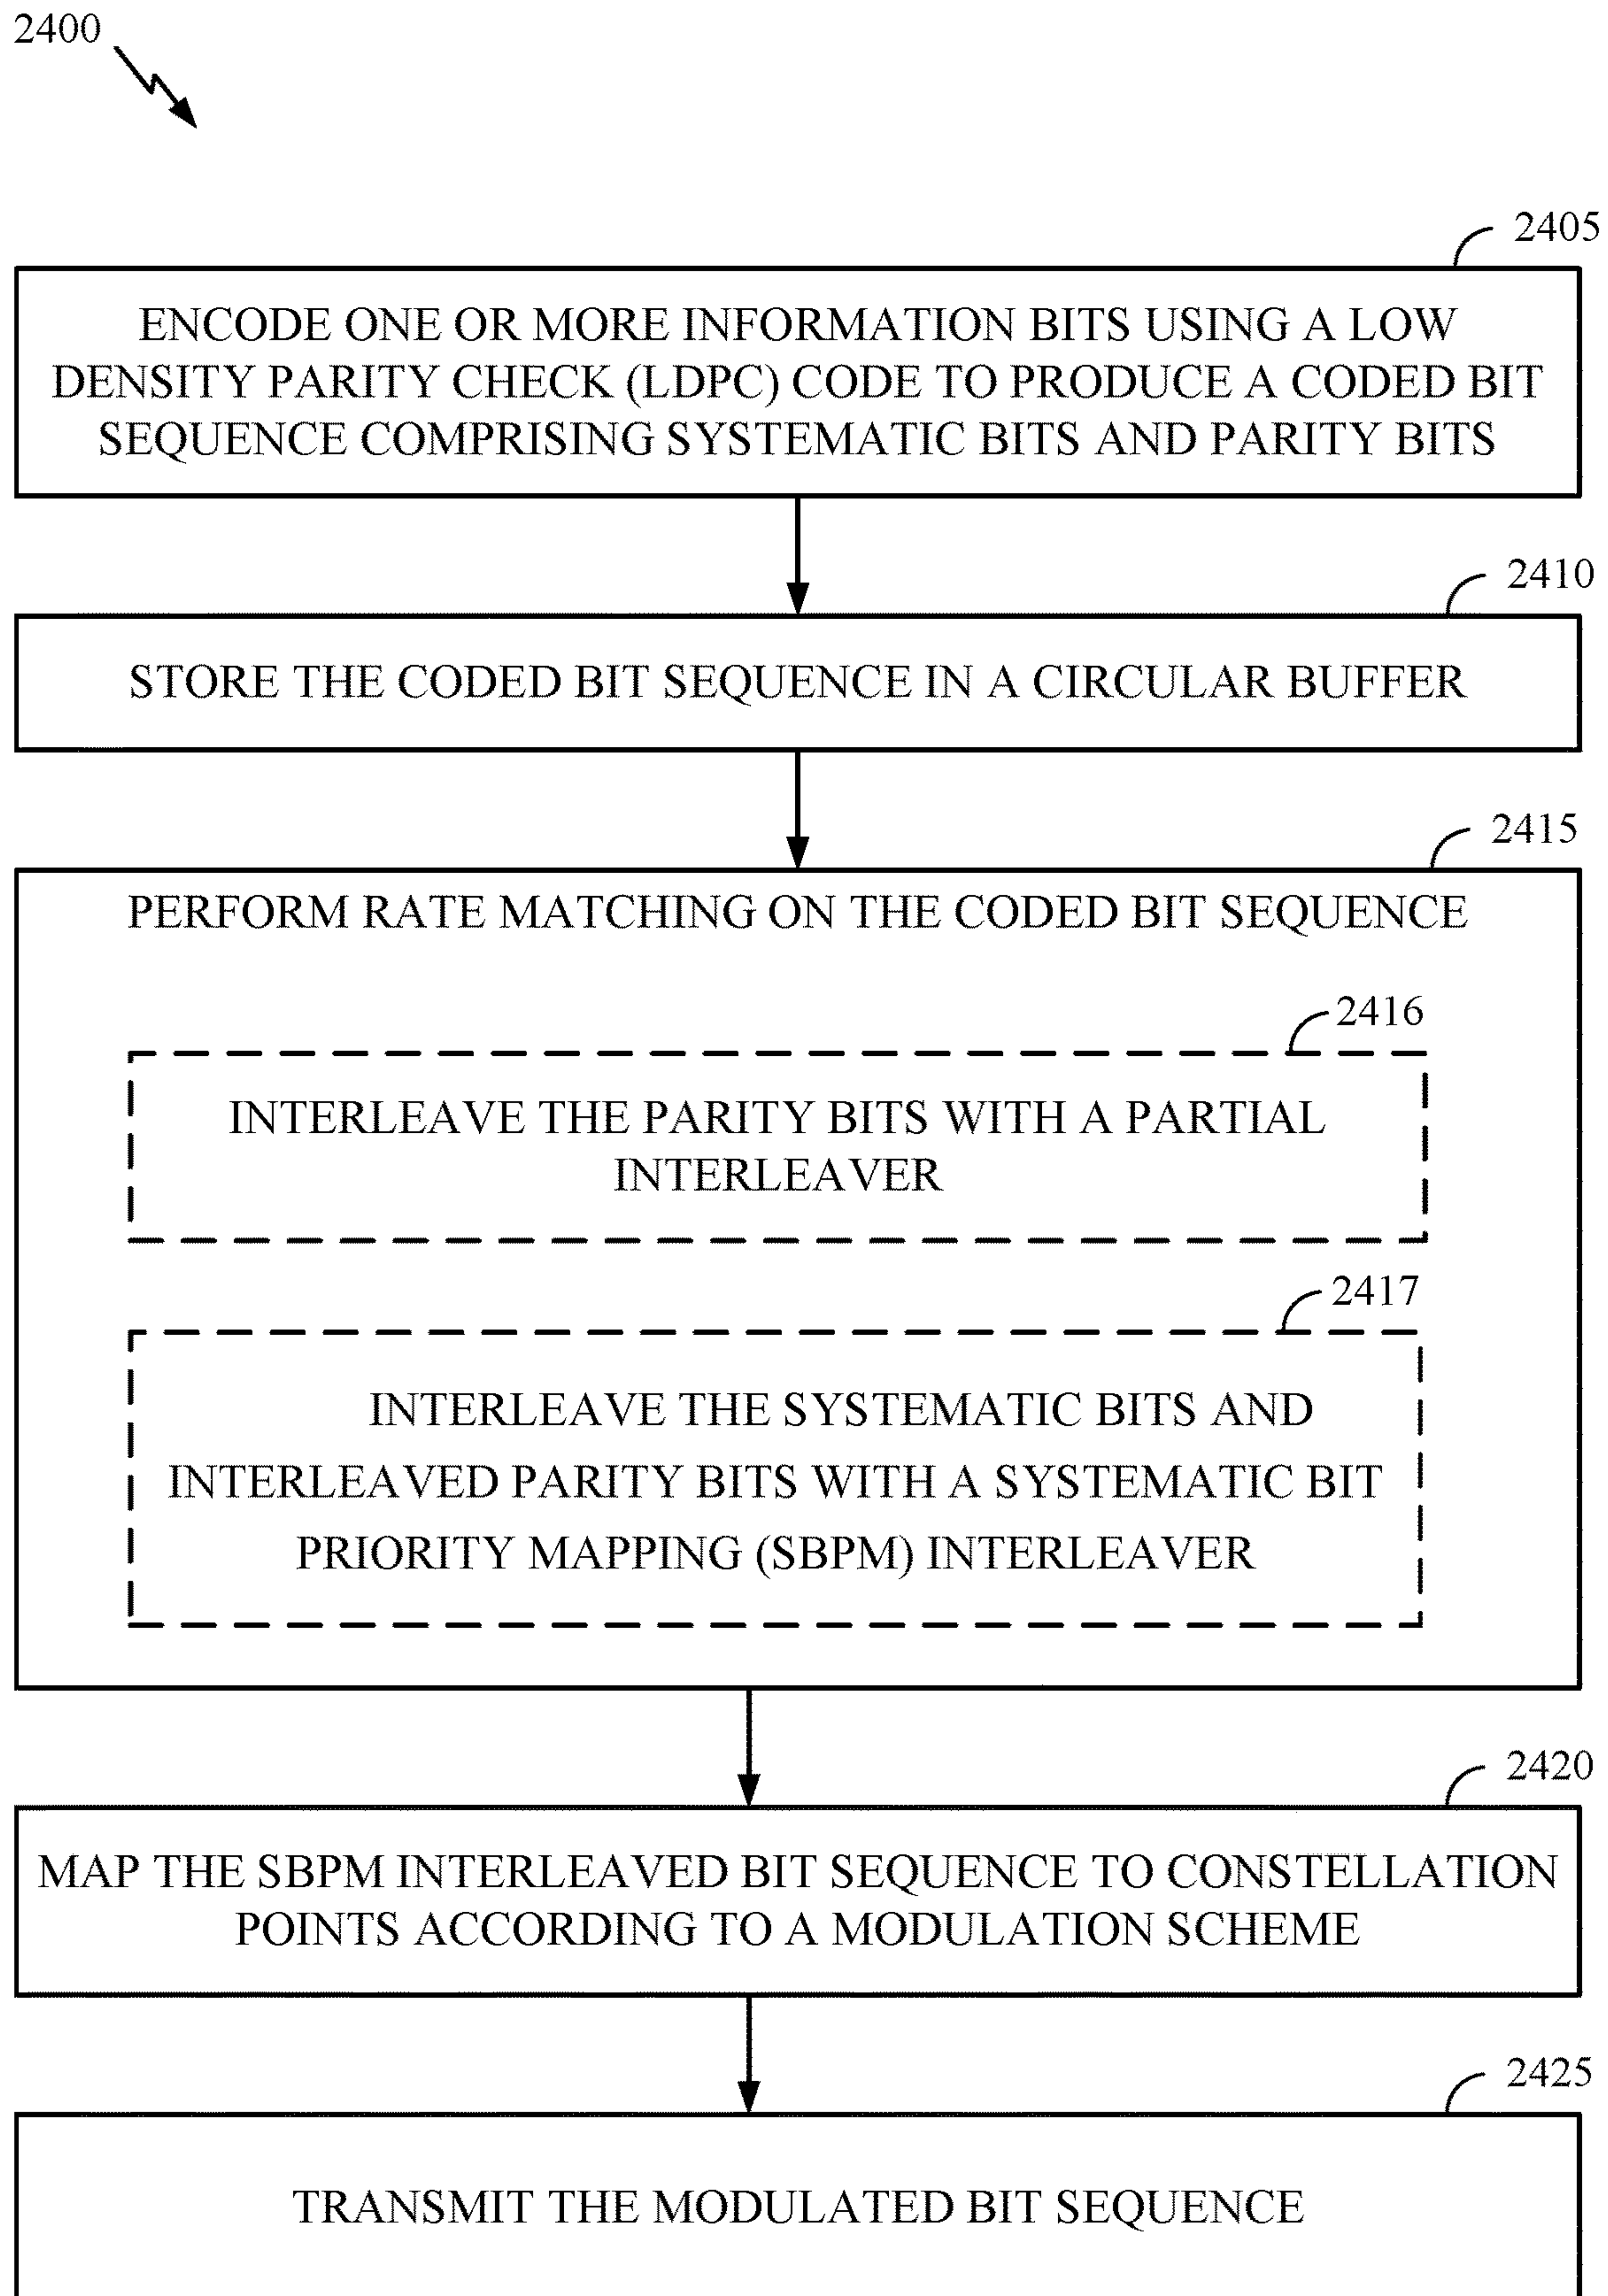 2400
2405
ENCODE ONE OR MORE INFORMATION BITS USING A LOW
DENSITY PARITY CHECK (LDPC) CODE TO PRODUCE A CODED BIT
SEQUENCE COMPRISING SYSTEMATIC BITS AND PARITY BITS
2410
STORE THE CODED BIT SEQUENCE IN A CIRCULAR BUFFER
2415
PERFORM RATE MATCHING ON THE CODED BIT SEQUENCE
2416
INTERLEAVE THE PARITY BITS WITH A PARTIAL
INTERLEAVER
2417
INTERLEAVE THE SYSTEMATIC BITS AND
INTERLEAVED PARITY BITS WITH A SYSTEMATIC BIT
PRIORITY MAPPING (SBPM) INTERLEAVER
2420
MAP THE SBPM INTERLEAVED BIT SEQUENCE TO CONSTELLATION
POINTS ACCORDING TO A MODULATION SCHEME
2425
TRANSMIT THE MODULATED BIT SEQUENCE